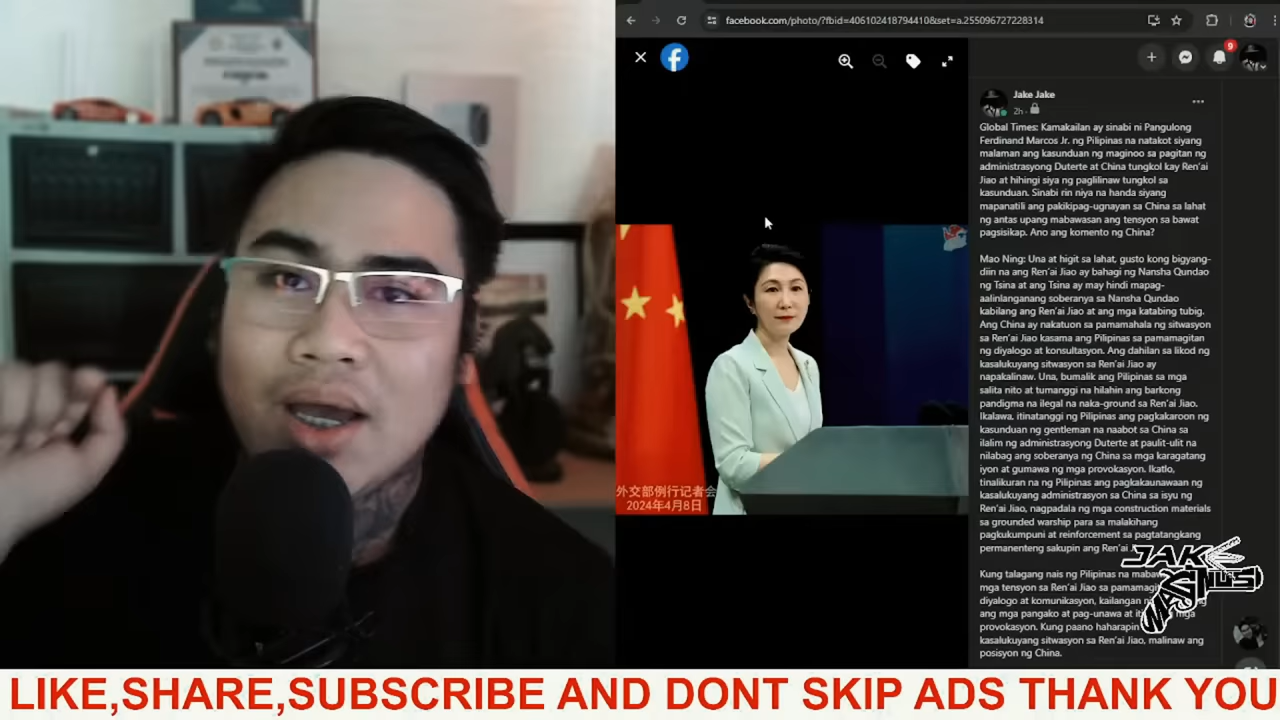 facebook.com/photo/?fbid=406102418794410&set=a.255096727228314
9
Jake Jake
2h
Global Times: Kamakailan ay sinabi ni Pangulong
Ferdinand Marcos Jr. ng Pilipinas na natakot siyang
malaman ang kasunduan ng maginoo sa pagitan ng
administrasyong Duterte at China tungkol kay Ren'ai
Jiao at hihingi siya ng paglilinaw tungkol sa
kasunduan. Sinabi rin niya na handa siyang
mapanatili ang pakikipag-ugnayan sa China sa lahat
ng antas upang mabawasan ang tensyon sa bawat
pagsisikap. Ano ang komento ng China?
Mao Ning: Una at higit sa lahat, gusto kong bigyang-
diin na ang Ren'ai Jiao ay bahagi ng Nansha Qundao
ng Tsina at ang Tsina ay may hindi mapag-
aalinlanganang soberanya sa Nansha Qundao
kabilang ang Ren'ai Jiao at ang mga katabing tubig.
Ang China ay nakatuon sa pamamahala ng sitwasyon
sa Ren'ai Jiao kasama ang Pilipinas sa pamamagitan
ng diyalogo at konsultasyon. Ang dahilan sa likod ng
kasalukuyang sitwasyon sa Ren'ai Jiao ay
napakalinaw. Una, bumalik ang Pilipinas sa mga
salita nito at tumanggi na hilahin ang barkong
pandigma na ilegal na naka-ground sa Ren'ai Jiao.
Ikalawa, itinatanggi ng Pilipinas ang pagkakaroon ng
kasunduan ng gentleman na naabot sa China sa
ilalim ng administrasyong Duterte at paulit-ulit na
nilabag ang soberanya ng China sa mga karagatang
iyon at gumawa ng mga provokasyon. Ikatlo,
tinalikuran na ng Pilipinas ang pagkakaunawaan ng
kasalukuyang administrasyon sa China sa isyu ng
Ren'ai Jiao, nagpadala ng mga construction materials
sa grounded warship para sa malakihang
pagkukumpuni at reinforcement sa pagtatangkang
permanenteng sakupin ang Ren'ai
Kung talagang nais ng Pilipinas na
mga tensyon sa Ren'ai Jiao sa
diyalogo at komunikasyon, kailangan
ang mga pangako at pag-unawa at mga
provokasyon. Kung paano haharapin
kasalukuyang sitwasyon sa Ren'ai Jiao, malinaw ang
posisyon ng China.
外交部例行记者会
2024年4月8日
JAKE
MASTINUS
LIKE,SHARE,SUBSCRIBE AND DONT SKIP ADS THANK YOU